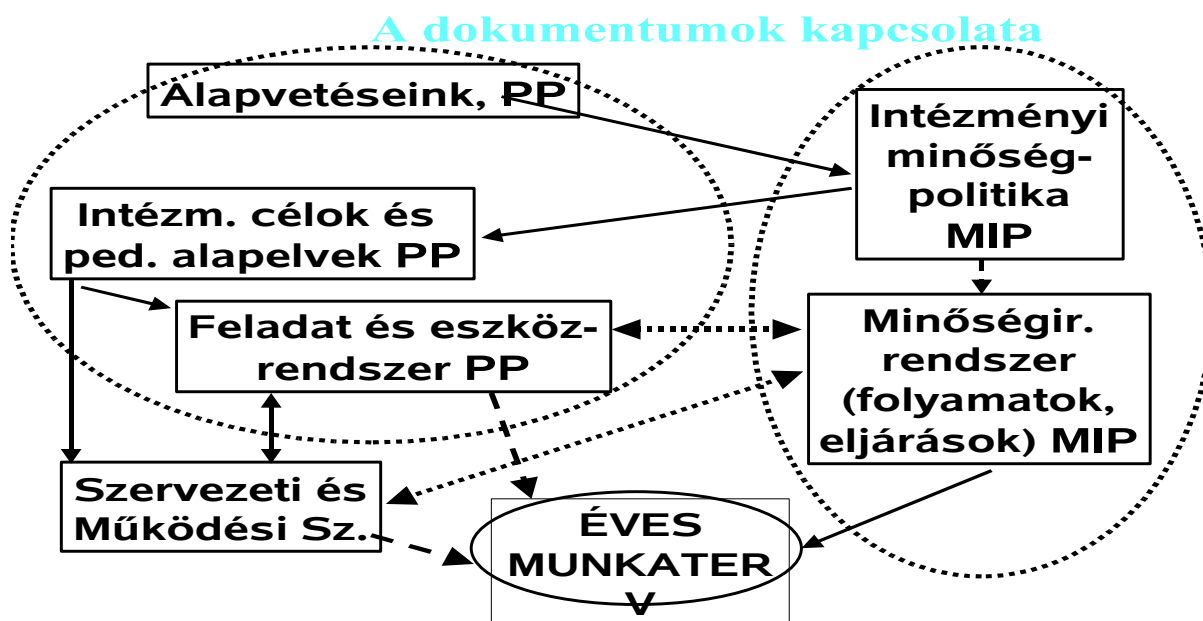 A dokumentumok kapcsolata
Alapvetéseink, PP
Intézményi
minőség-
politika
MIP
Intézm. célok és
ped. alapelvek PP
Feladat és eszköz-
rendszer PP
Minőségir.
rendszer
(folyamatok,
eljárások) MIP
Szervezeti és
Működési Sz.
ÉVES
MUNKATER
V